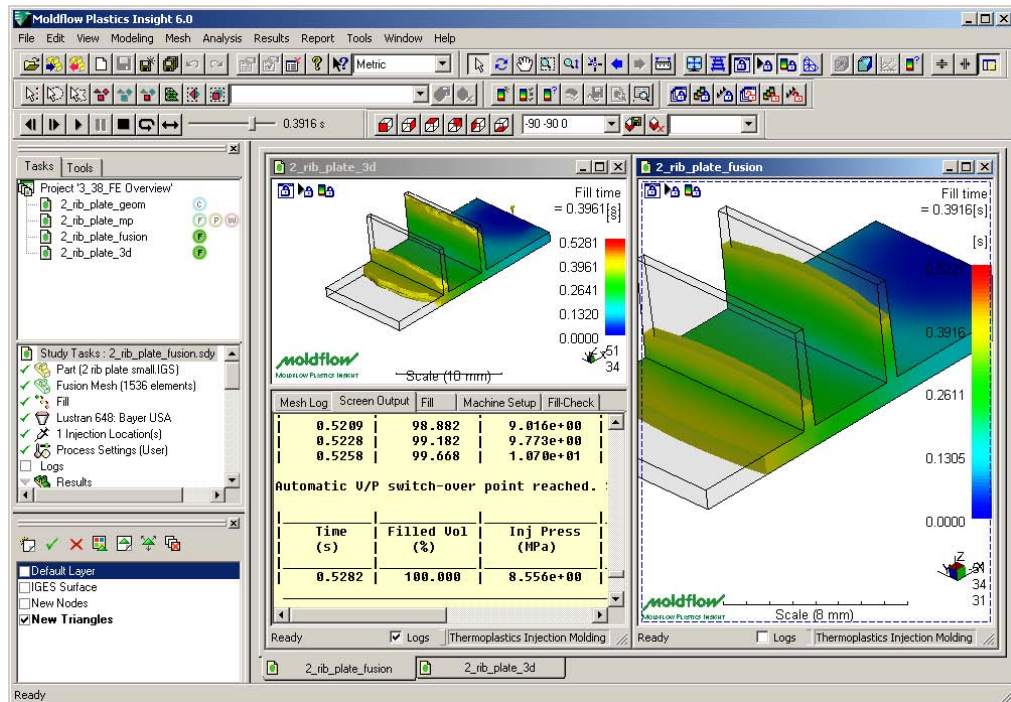 Moldflow Plastics Insight 6.0
File Edit View Modeling Mesh Analysis Results Report Tools Window Help
Metric
0.3916 s
-90 -90 0
Tasks Tools
Project '3_38_FE Overview'
2_rib_plate_geom C
2_rib_plate_mp F P W
2_rib_plate_fusion F
2_rib_plate_3d F
Study Tasks : 2_rib_plate_fusion.sdy
Part (2 rib plate small.IGS)
Fusion Mesh (1536 elements)
Fill
Lustran 648: Bayer USA
1 Injection Location(s)
Process Settings (User)
Logs
Results
Default Layer
IGES Surface
New Nodes
New Triangles
2_rib_plate_3d
Fill time
= 0.3961[s]
[s]
0.5281
0.3961
0.2641
0.1320
0.0000
51
34
moldflow
MOLDFLOW PLASTICS INSIGHT
Scale (10 mm)
Mesh Log Screen Output Fill Machine Setup Fill-Check
| 0.5209 | 98.882 | 9.016e+00 |
| 0.5228 | 99.182 | 9.773e+00 |
| 0.5258 | 99.668 | 1.070e+01 |
Automatic V/P switch-over point reached.
| Time | Filled Vol | Inj Press |
| (s) | (%) | (MPa) |
| 0.5282 | 100.000 | 8.556e+00 |
Ready Logs Thermoplastics Injection Molding
2_rib_plate_fusion
Fill time
= 0.3916[s]
[s]
0.3916
0.2611
0.1305
0.0000
Z
34
31
moldflow
MOLDFLOW PLASTICS INSIGHT
Scale (8 mm)
Ready Logs Thermoplastics Injection Molding
2_rib_plate_fusion 2_rib_plate_3d
Ready